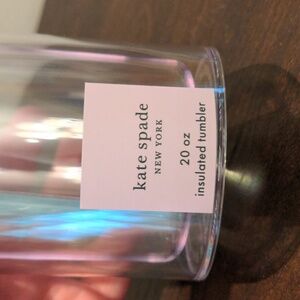 kate spade
NEW YORK
20 oz
insulated tumbler